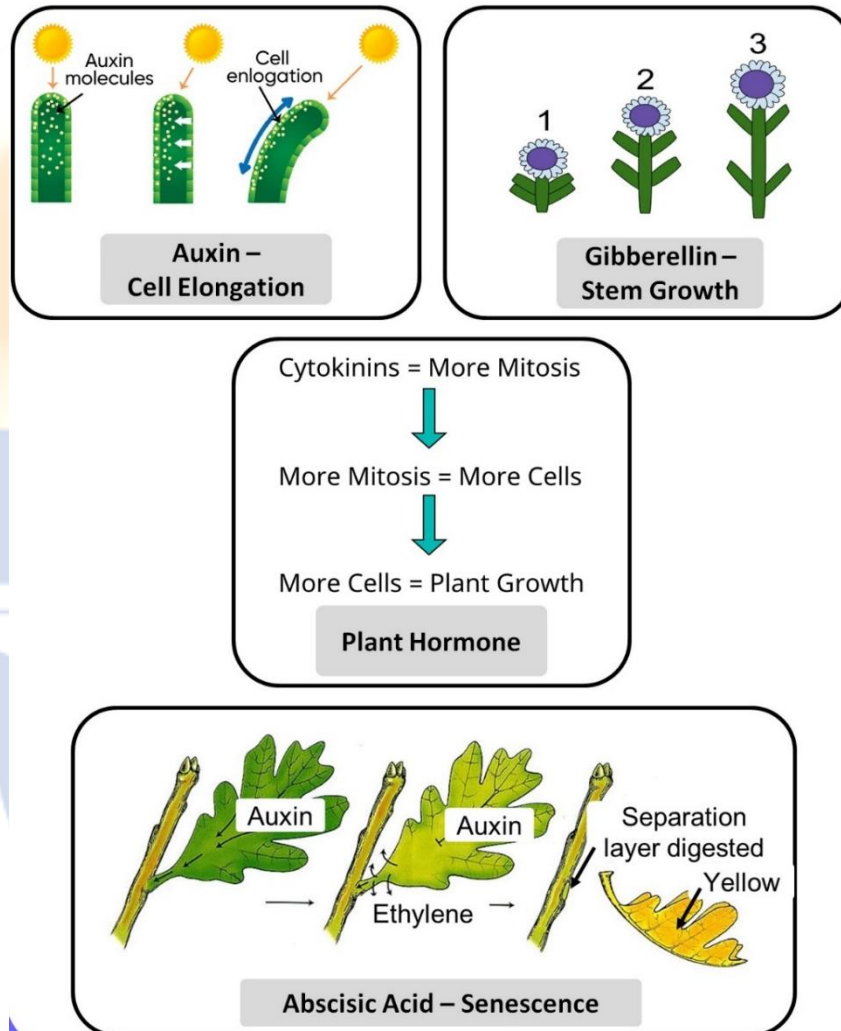 Auxin
molecules
Cell
enlogation
Auxin –
Cell Elongation
1
2
3
Gibberellin –
Stem Growth
Cytokinins = More Mitosis
More Mitosis = More Cells
More Cells = Plant Growth
Plant Hormone
Auxin
Auxin
Ethylene
Separation
layer digested
Yellow
Abscisic Acid – Senescence